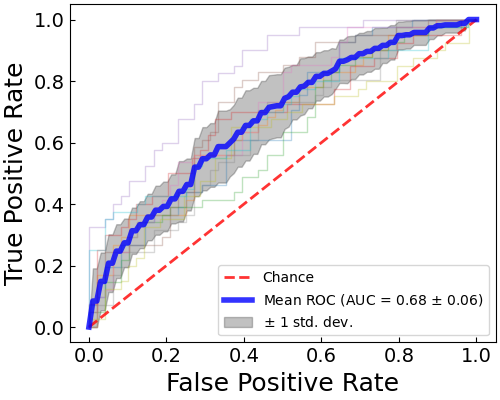 True Positive Rate
1.0
0.8
0.6
0.4
0.2
0.0
Chance
Mean ROC (AUC = 0.68 ± 0.06)
± 1 std. dev.
0.0 0.2 0.4 0.6 0.8 1.0
False Positive Rate